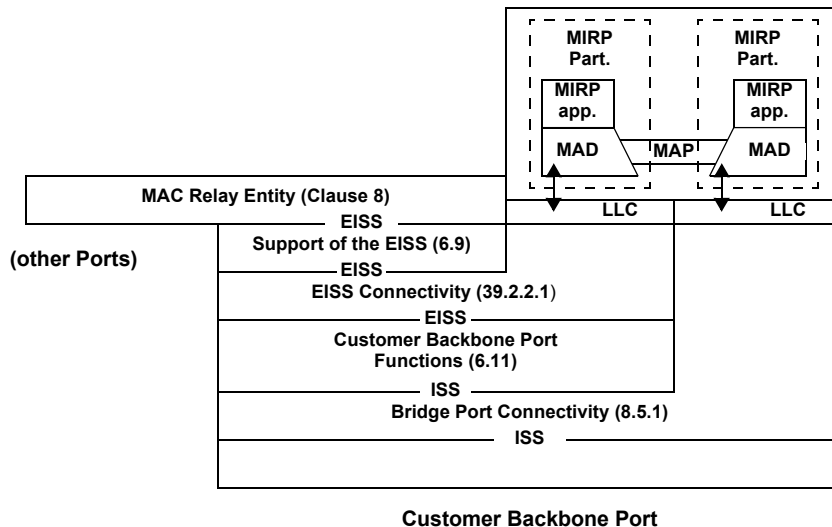 MIRP Part.
MIRP Part.
MIRP app.
MIRP app.
MAD
MAP
MAD
MAC Relay Entity (Clause 8)
LLC
LLC
EISS
Support of the EISS (6.9)
(other Ports)
EISS
EISS Connectivity (39.2.2.1)
EISS
Customer Backbone Port
Functions (6.11)
ISS
Bridge Port Connectivity (8.5.1)
ISS
Customer Backbone Port